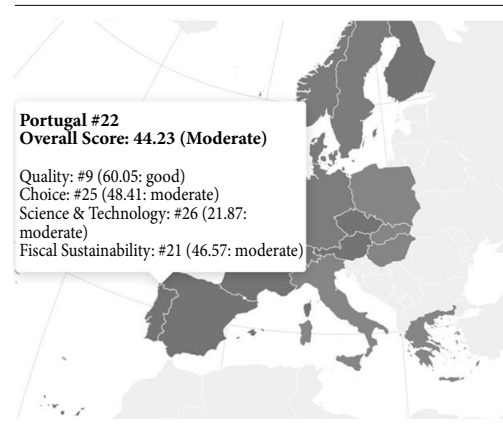 Portugal #22
Overall Score: 44.23 (Moderate)
Quality: #9 (60.05: good)
Choice: #25 (48.41: moderate)
Science & Technology: #26 (21.87:
moderate)
Fiscal Sustainability: #21 (46.57: moderate)